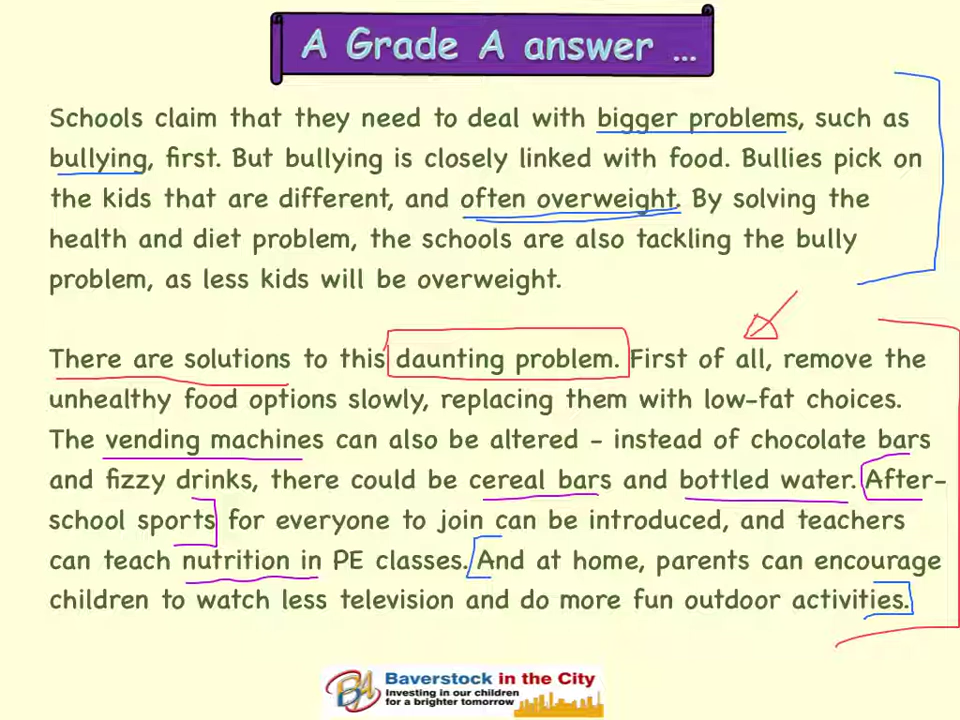 A Grade A answer ...
Schools claim that they need to deal with bigger problems, such as
bullying, first. But bullying is closely linked with food. Bullies pick on
the kids that are different, and often overweight. By solving the
health and diet problem, the schools are also tackling the bully
problem, as less kids will be overweight.
There are solutions to this daunting problem. First of all, remove the
unhealthy food options slowly, replacing them with low-fat choices.
The vending machines can also be altered – instead of chocolate bars
and fizzy drinks, there could be cereal bars and bottled water. After-
school sports for everyone to join can be introduced, and teachers
can teach nutrition in PE classes. And at home, parents can encourage
children to watch less television and do more fun outdoor activities.
Baverstock in the City
Investing in our children
for a brighter tomorrow